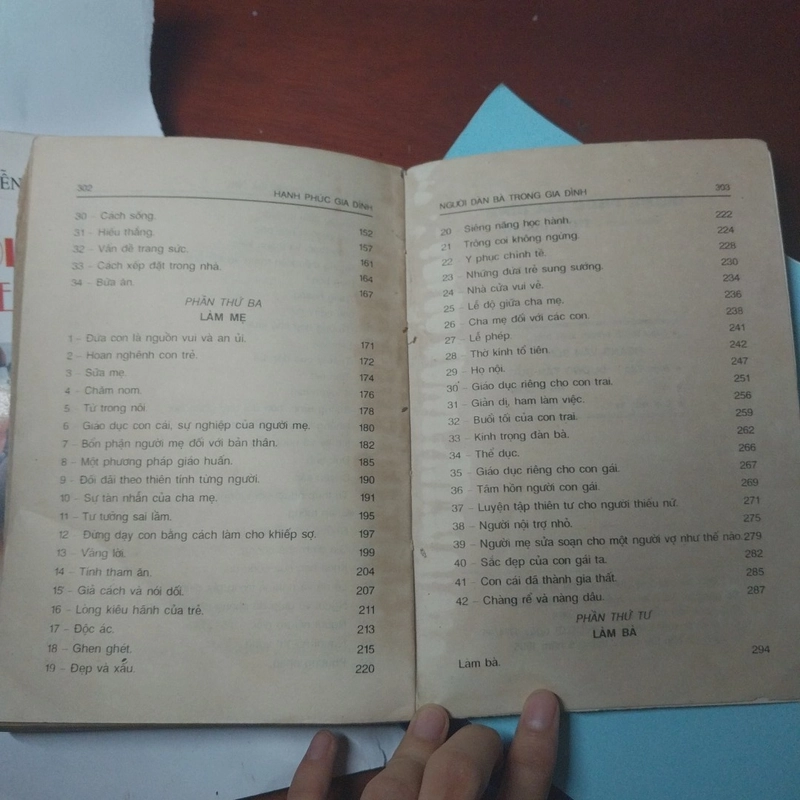 302
HẠNH PHÚC GIA ĐÌNH
30 - Cách sống. 152
31 - Hiếu thắng. 157
32 - Vấn đề trang sức. 161
33 - Cách xếp đặt trong nhà. 164
34 - Bữa ăn. 167
PHẦN THỨ BA
LÀM MẸ
1 - Đứa con là nguồn vui và an ủi. 171
2 - Hoan nghênh con trẻ. 172
3 - Sữa mẹ. 174
4 - Chăm nom. 176
5 Từ trong nôi 178
6 - Giáo dục con cái, sự nghiệp của người mẹ. 180
7 - Bổn phận người mẹ đối với bản thân. 182
8 - Một phương pháp giáo huấn. 185
9 - Đối đãi theo thiên tính từng người. 190
10 - Sự tàn nhẫn của cha mẹ. 191
11 - Tư tưởng sai lầm. 195
12 Đừng dạy con bằng cách làm cho khiếp sợ. 197
13 - Vâng lời. 199
14 - Tính tham ăn. 204
15 - Giả cách và nói dối. 207
16 - Lòng kiêu hãnh của trẻ. 211
17 - Độc ác. 213
18 - Ghen ghét. 215
19 - Đẹp và xấu. 220
NGƯỜI ĐÀN BÀ TRONG GIA ĐÌNH
303
20 Siêng năng học hành. 222
21 - Trông coi không ngừng. 224
22 - Y phục chỉnh tề. 228
23 - Những đứa trẻ sung sướng. 230
24 - Nhà cửa vui vẻ. 234
25 - Lễ độ giữa cha mẹ. 236
26 - Cha mẹ đối với các con. 238
27 - Lễ phép. 241
28 - Thờ kính tổ tiên. 242
29 - Họ nội. 247
30 - Giáo dục riêng cho con trai. 251
31 - Giản dị, ham làm việc. 256
32 - Buổi tối của con trai. 259
33 - Kính trọng đàn bà. 262
34 - Thể dục. 266
35 - Giáo dục riêng cho con gái. 267
36 - Tâm hồn người con gái. 269
37 - Luyện tập thiên tư cho người thiếu nữ. 271
38 - Người nội trợ nhỏ. 275
39 - Người mẹ sửa soạn cho một người vợ như thế nào. 279
40 - Sắc đẹp của con gái ta. 282
41 - Con cái đã thành gia thất. 285
42 - Chàng rể và nàng dâu. 287
PHẦN THỨ TƯ
LÀM BÀ
Làm bà. 294